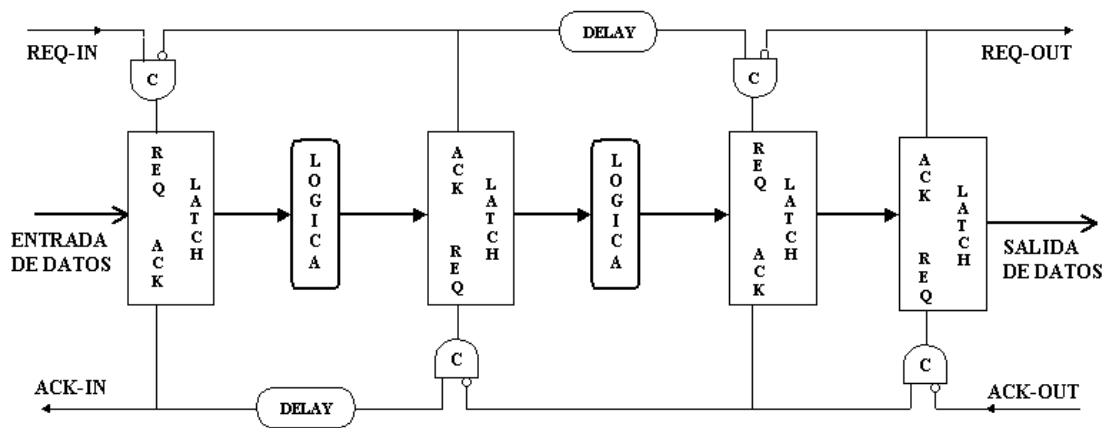 DELAY
REQ-IN
REQ-OUT
C
C
REQ
ACK
LATCH
LOGICA
ACK
REQ
LATCH
LOGICA
REQ
ACK
LATCH
ACK
REQ
LATCH
ENTRADA
DE DATOS
SALIDA
DE DATOS
C
C
ACK-IN
DELAY
ACK-OUT